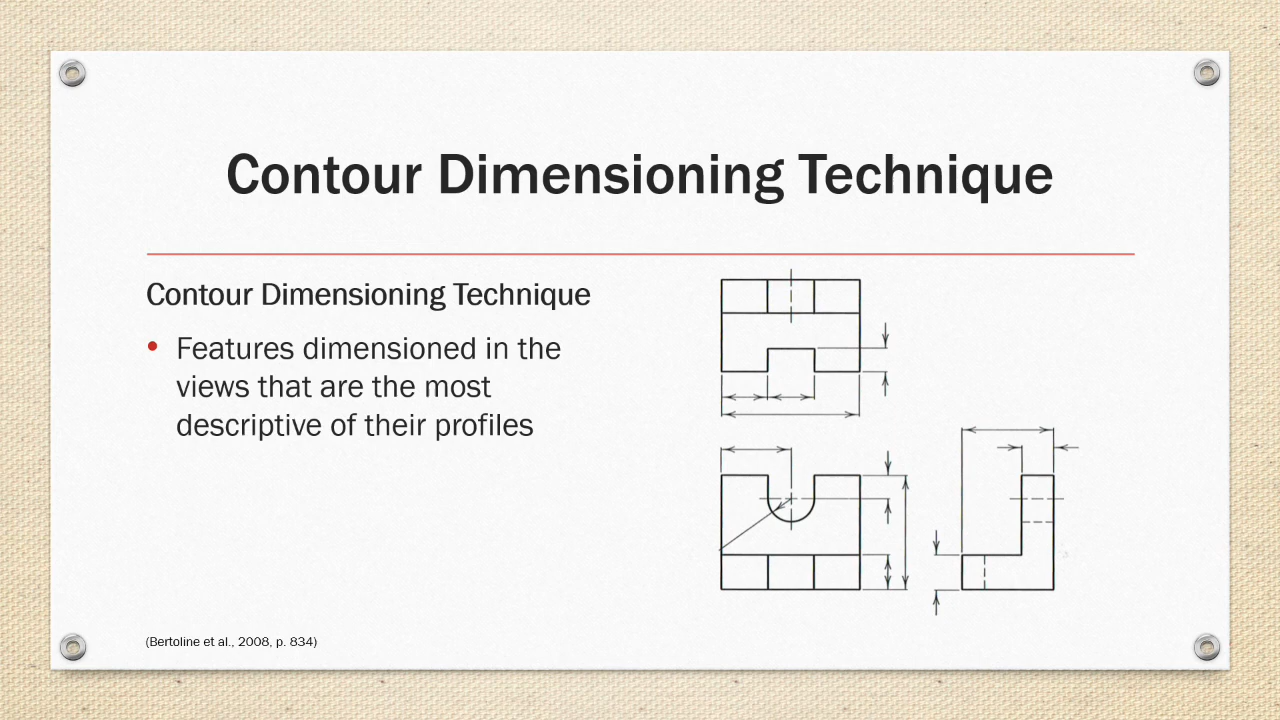 Contour Dimensioning Technique
Contour Dimensioning Technique
• Features dimensioned in the
views that are the most
descriptive of their profiles
(Bertoline et al., 2008, p. 834)